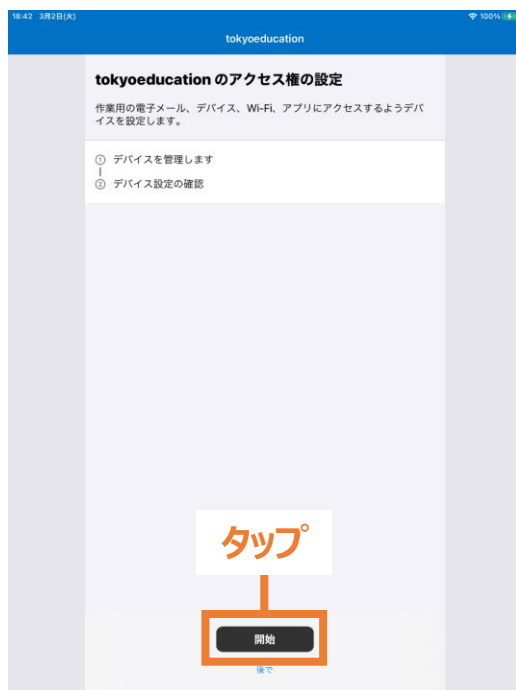 18:42 3月2日(火)
100%
tokyoeducation
tokyoeducation のアクセス権の設定
作業用の電子メール、デバイス、Wi-Fi、アプリにアクセスするようデバ
イスを設定します。
① デバイスを管理します
② デバイス設定の確認
タップ
開始
後で